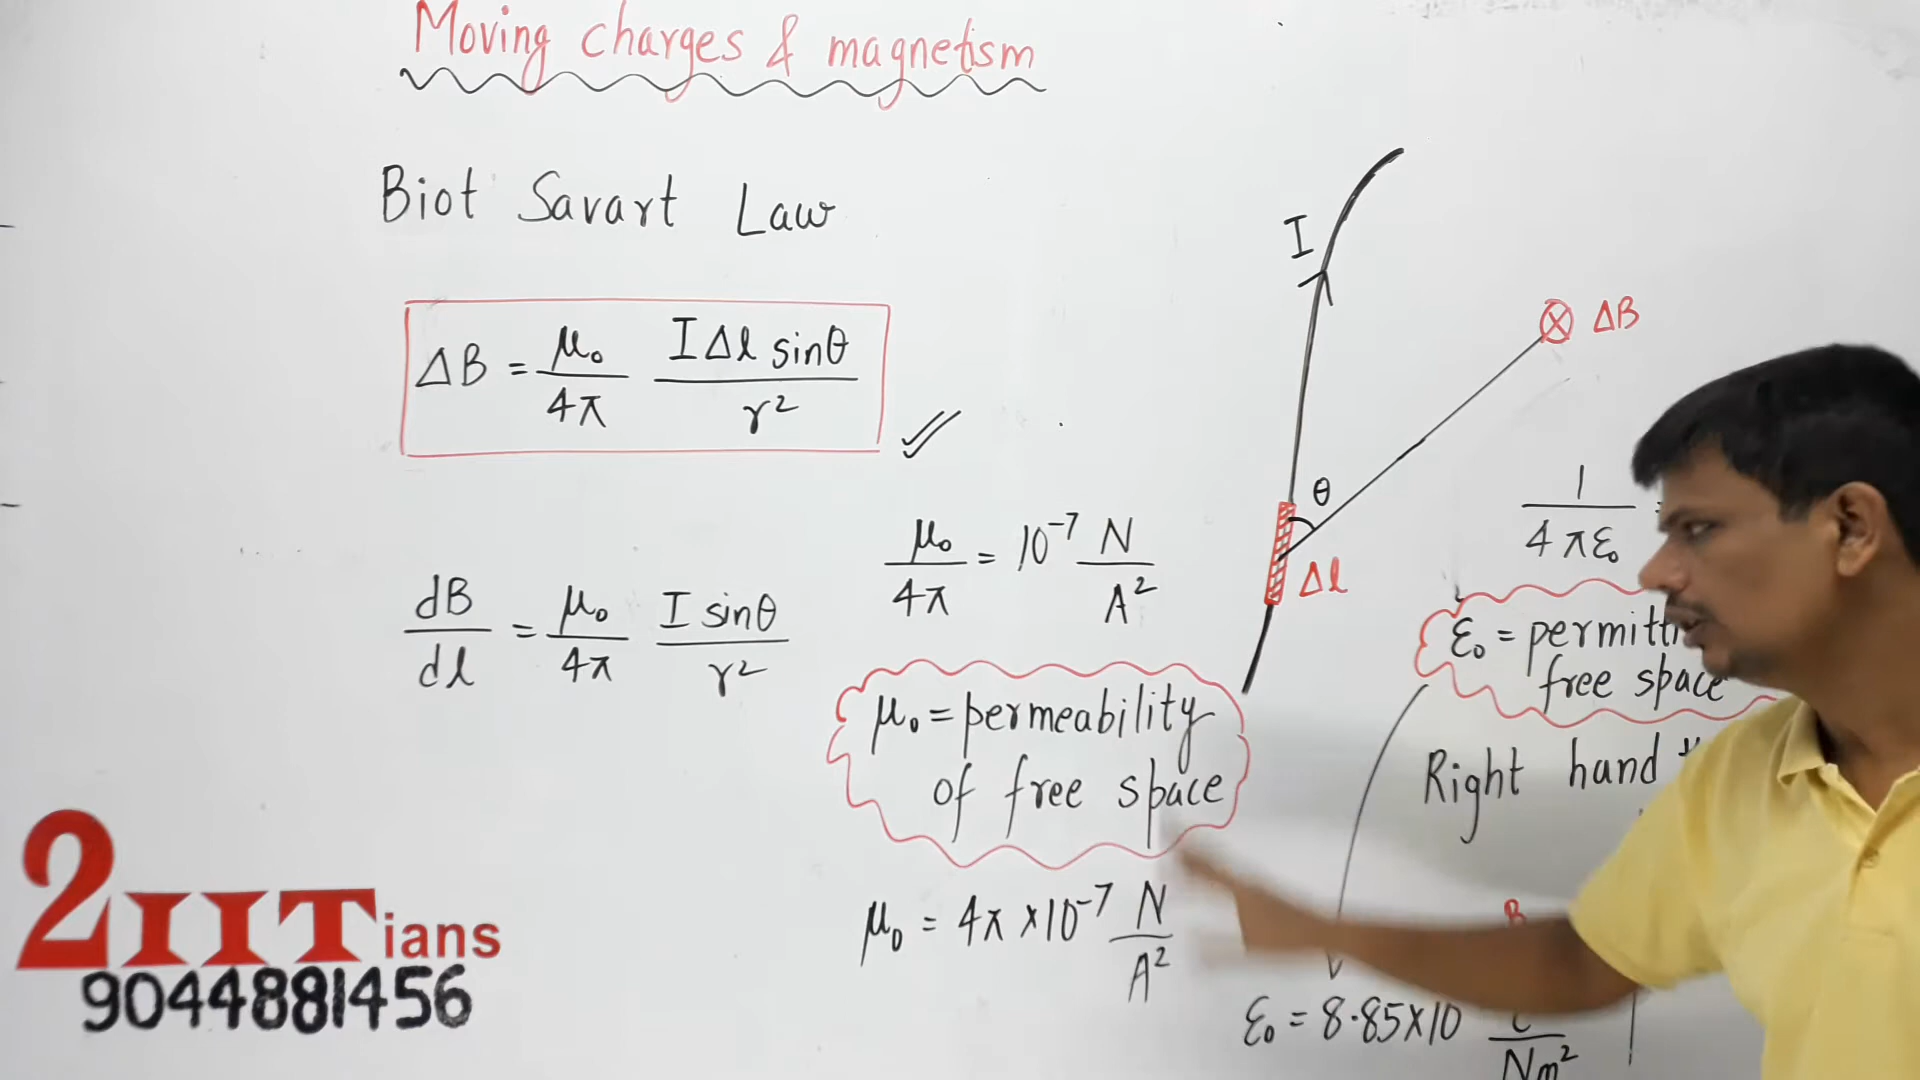 Moving charges & magnetism
Biot Savart Law
ΔB = μ₀/4π IΔl sinθ/r²
dB/dl = μ₀/4π I sinθ/r²
μ₀/4π = 10⁻⁷ N/A²
μ₀ = permeability
of free space
μ₀ = 4π × 10⁻⁷ N/A²
I
ΔB
θ
Δl
1/4πε₀
ε₀ =
free space
Right hand
B
ε₀ = 8.85×10 /Nm²
2IITians
9044881456